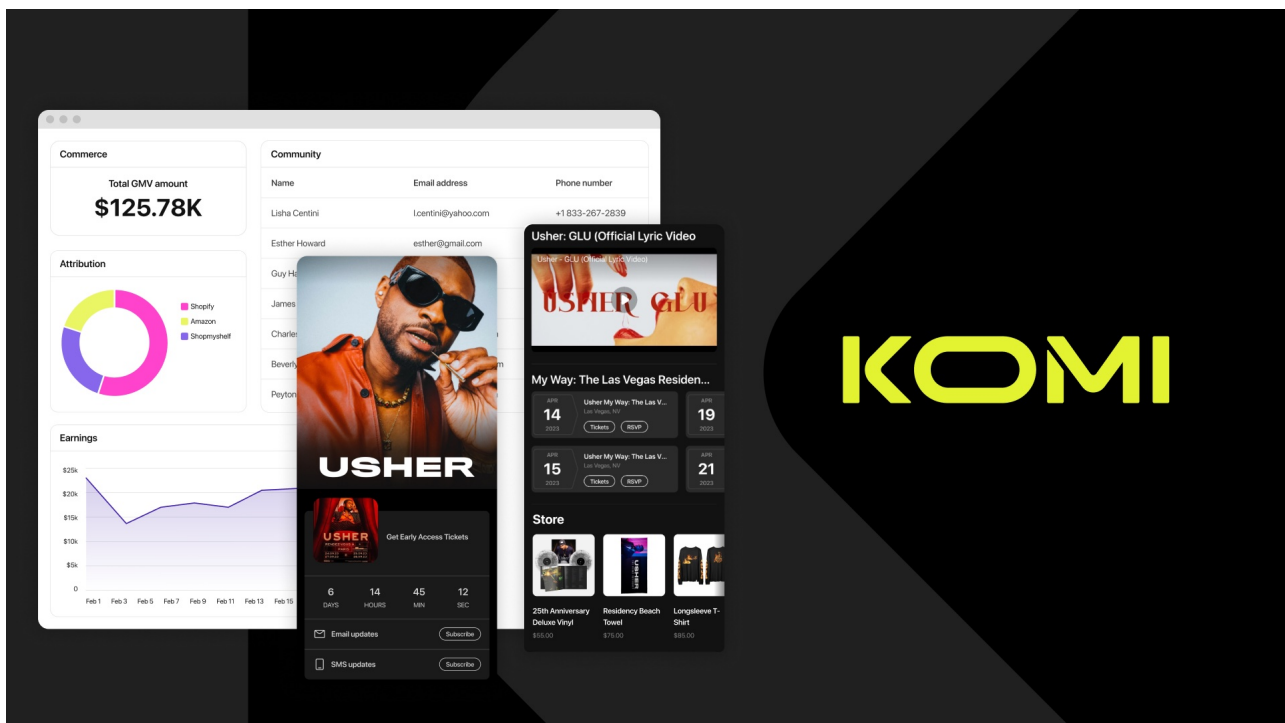 Commerce
Total GMV amount
$125.78K
Attribution
Shopify
Amazon
Shopmyshelf
Earnings
$25k
$20k
$15k
$10k
$5k
0
Feb 1 Feb 3 Feb 5 Feb 7 Feb 9 Feb 11 Feb 13 Feb 15
Community
Name Email address Phone number
Lisha Centini l.centini@yahoo.com +1 833-267-2839
Esther Howard esther@gmail.com
Guy
James
Beverly
Peyton
USHER
USHER
Get Early Access Tickets
6 14 45 12
DAYS HOURS MIN SEC
Email updates Subscribe
SMS updates Subscribe
Usher: GLU (Official Lyric Video
Usher - GLU (Official Lyric Video)
USHER GLU
My Way: The Las Vegas Residen...
APR
14
2023
Usher My Way: The Las V...
Las Vegas, NV
Tickets RSVP
APR
19
2023
APR
15
2023
Usher My Way: The Las V...
Las Vegas, NV
Tickets RSVP
APR
21
2023
Store
USHER
25th Anniversary
Deluxe Vinyl
$55.00
Residency Beach
Towel
$75.00
Longsleeve T-
Shirt
$85.00
KOMI